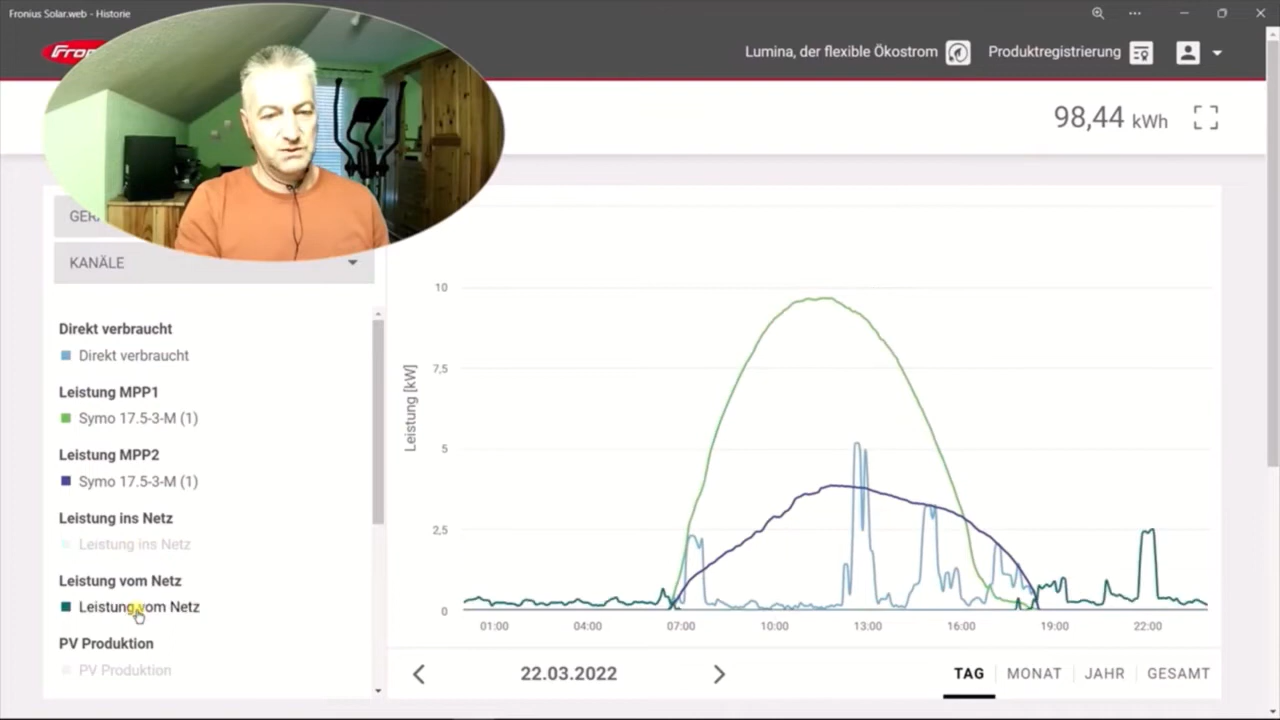 Fronius Solar.web - Historie
Lumina, der flexible Ökostrom
Produktregistrierung
98,44 kWh
KANÄLE
Direkt verbraucht
Direkt verbraucht
Leistung MPP1
Symo 17.5-3-M (1)
Leistung MPP2
Symo 17.5-3-M (1)
Leistung ins Netz
Leistung ins Netz
Leistung vom Netz
Leistung vom Netz
PV Produktion
PV Produktion
Leistung [kW]
10
7,5
5
2,5
0
01:00 04:00 07:00 10:00 13:00 16:00 19:00 22:00
22.03.2022
TAG MONAT JAHR GESAMT